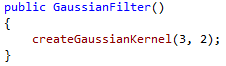 public GaussianFilter()
{
    createGaussianKernel(3, 2);
}